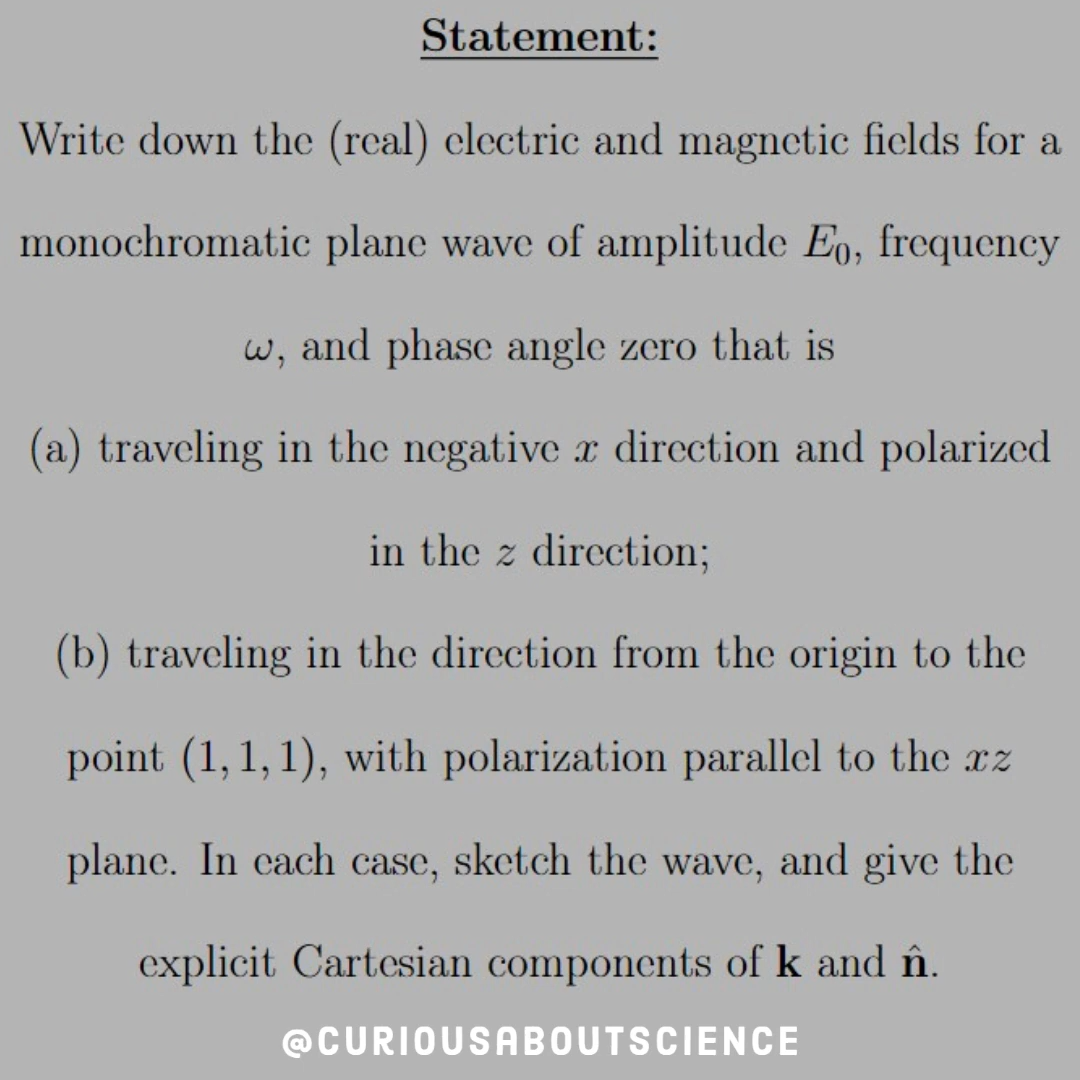 Statement:
Write down the (real) electric and magnetic fields for a
monochromatic plane wave of amplitude E₀, frequency
ω, and phase angle zero that is
(a) traveling in the negative x direction and polarized
in the z direction;
(b) traveling in the direction from the origin to the
point (1, 1, 1), with polarization parallel to the xz
plane. In each case, sketch the wave, and give the
explicit Cartesian components of k and n̂.
@CURIOUSABOUTSCIENCE